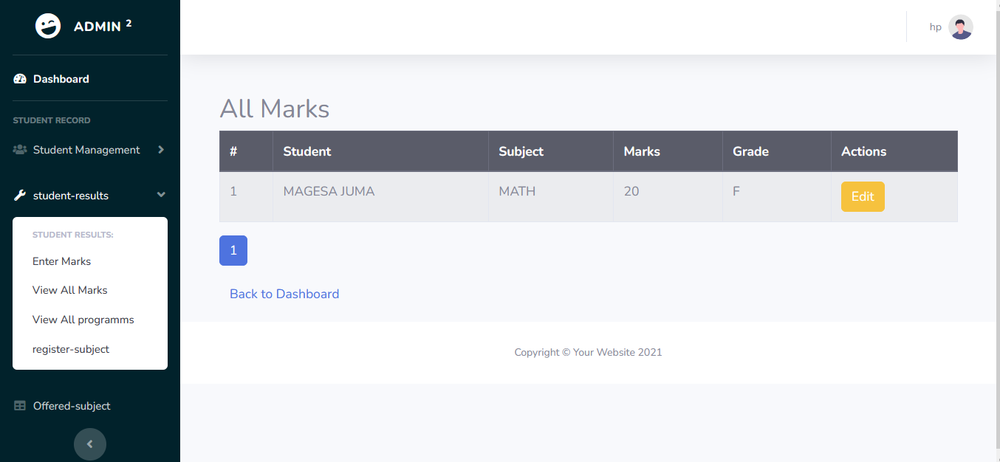 ADMIN 2
hp
Dashboard
STUDENT RECORD
Student Management
student-results
STUDENT RESULTS:
Enter Marks
View All Marks
View All programms
register-subject
Offered-subject
All Marks
# Student Subject Marks Grade Actions
1 MAGESA JUMA MATH 20 F Edit
1
Back to Dashboard
Copyright © Your Website 2021